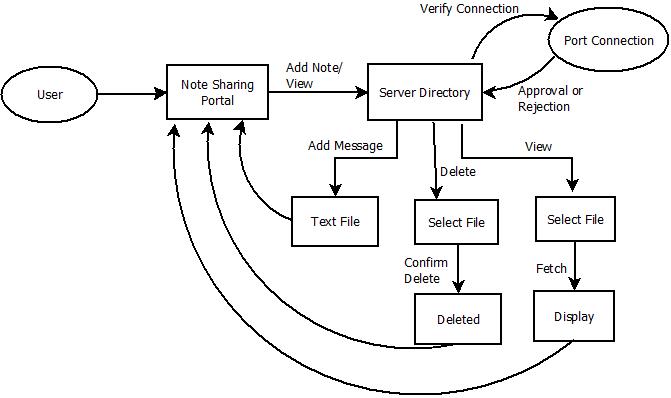 Verify Connection
Port Connection
User
Note Sharing
Portal
Add Note/
View
Server Directory
Approval or
Rejection
Add Message
Delete
View
Text File
Select File
Select File
Confirm
Delete
Fetch
Deleted
Display